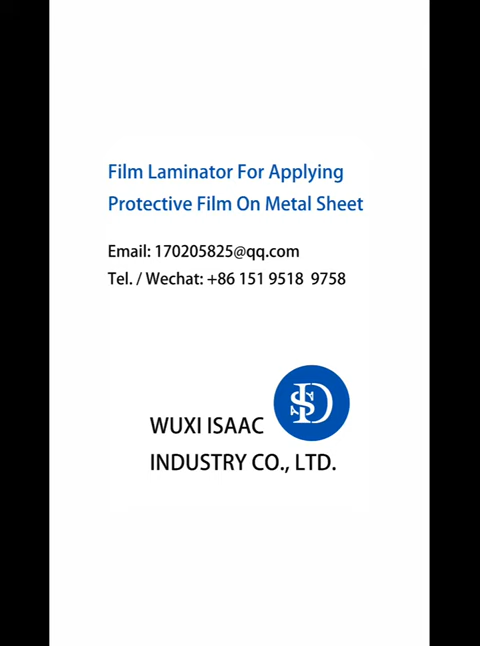 Film Laminator For Applying
Protective Film On Metal Sheet
Email: 170205825@qq.com
Tel. / Wechat: +86 151 9518 9758
WUXI ISAAC
INDUSTRY CO., LTD.